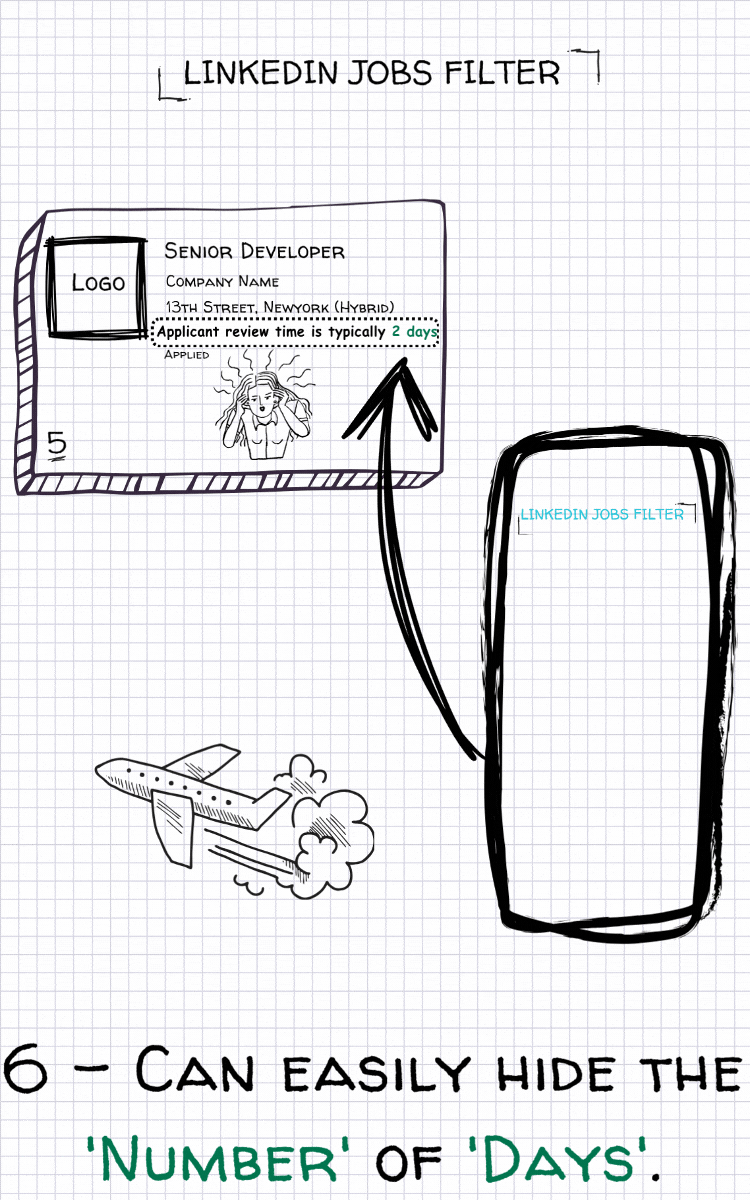 LINKEDIN JOBS FILTER
Logo
Senior Developer
Company Name
13th Street, Newyork (Hybrid)
Applicant review time is typically 2 days
Applied
5
LINKEDIN JOBS FILTER
6 - Can easily hide the
'Number' of 'Days'.